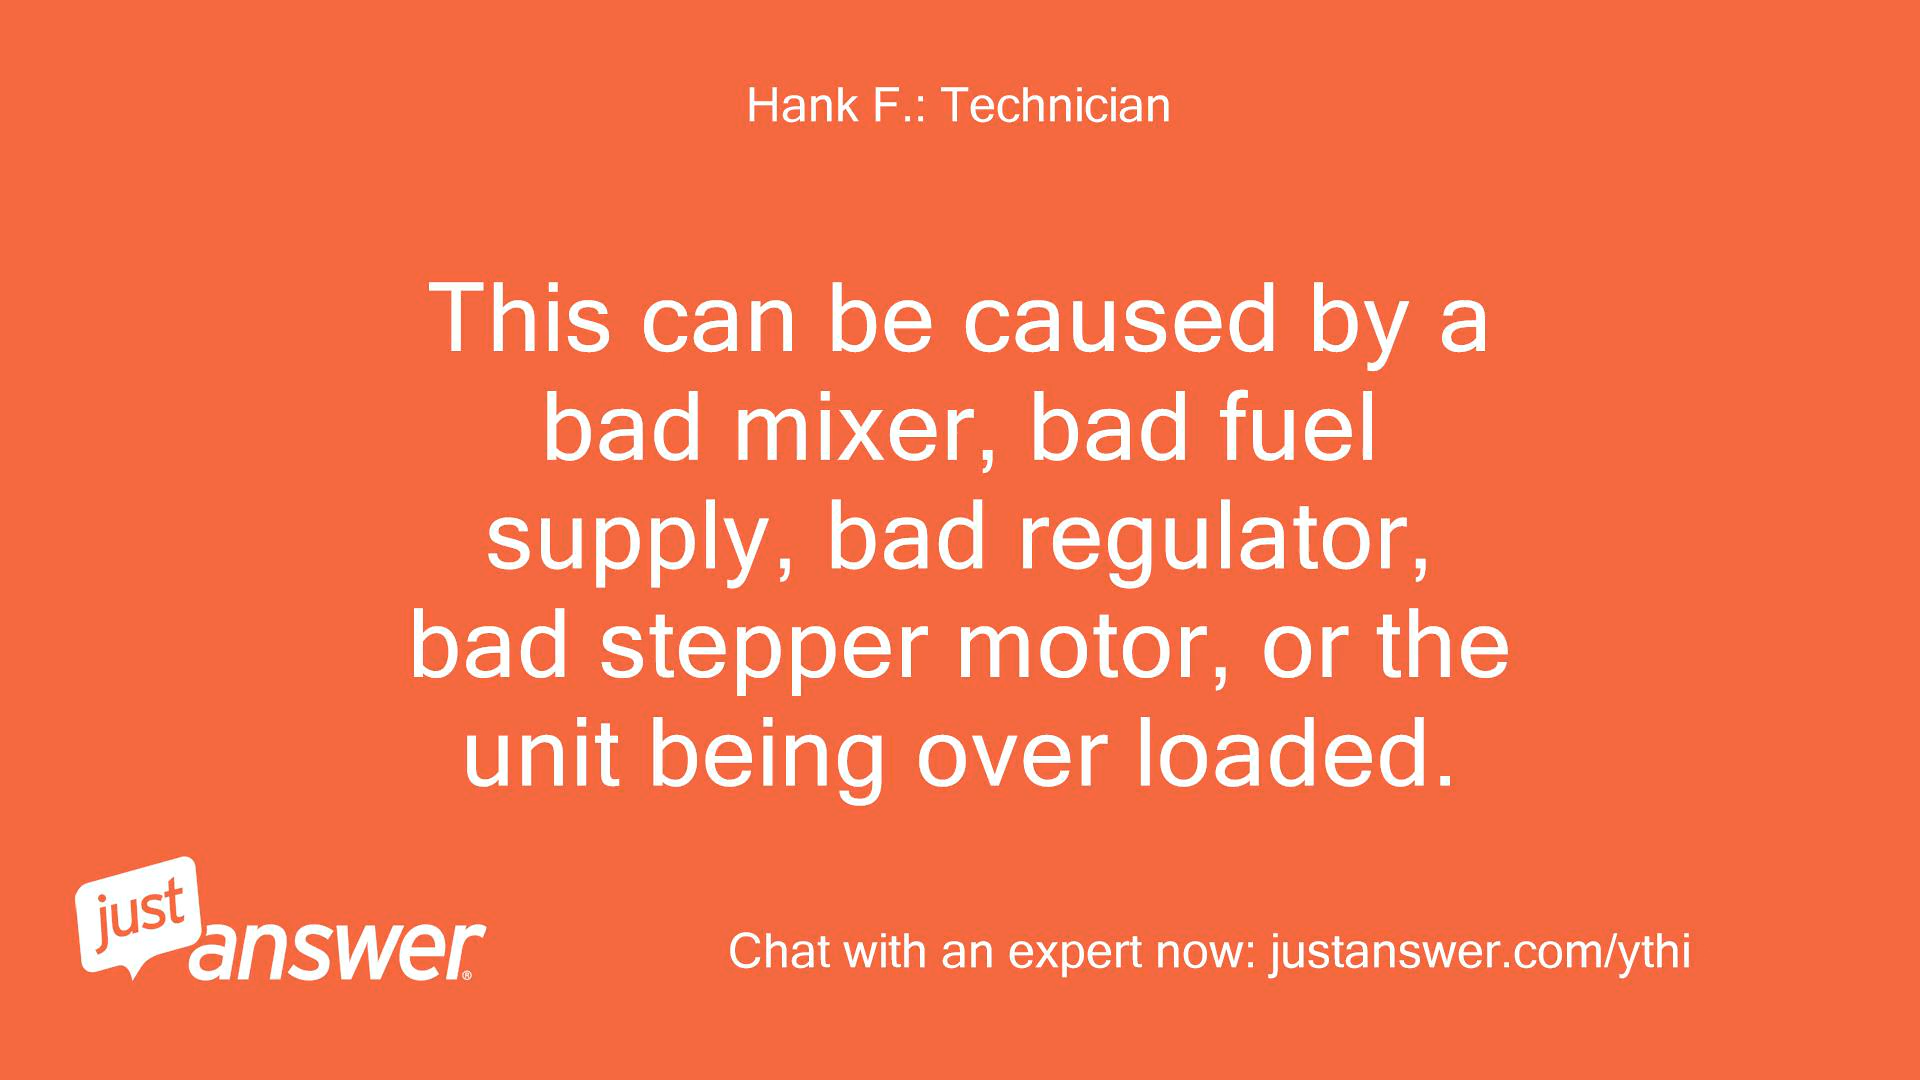 Hank F.: Technician
This can be caused by a
bad mixer, bad fuel
supply, bad regulator,
bad stepper motor, or the
unit being over loaded.
just
answer®
Chat with an expert now: justanswer.com/ythi